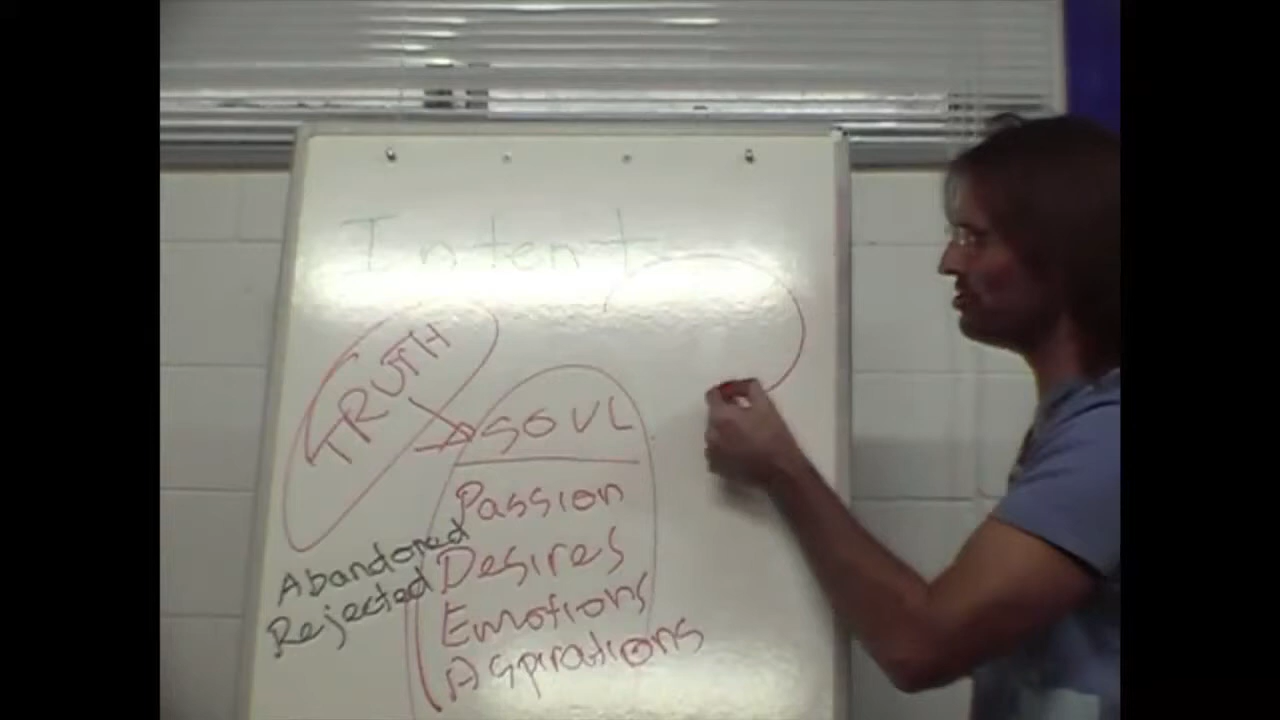 Intent
TRUTH
SOUL
Passion
Desires
Emotions
Aspirations
Abandoned
Rejected